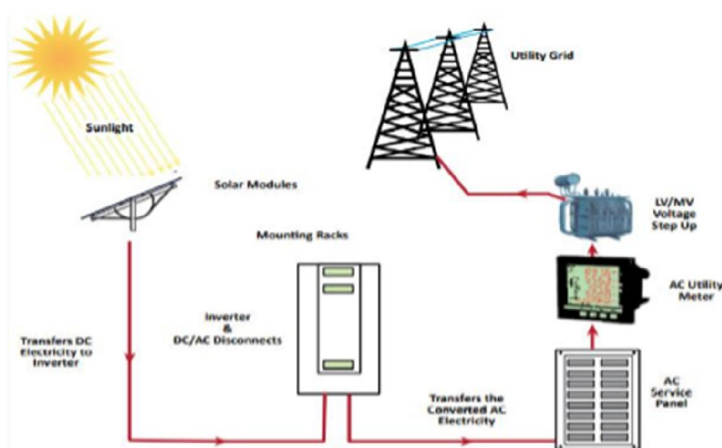 Utility Grid
Sunlight
Solar Modules
LV/MV
Voltage
Step Up
Mounting Racks
AC Utility
Meter
Inverter
&
DC/AC Disconnects
Transfers DC
Electricity to
Inverter
Transfers the
Converted AC
Electricity
AC
Service
Panel